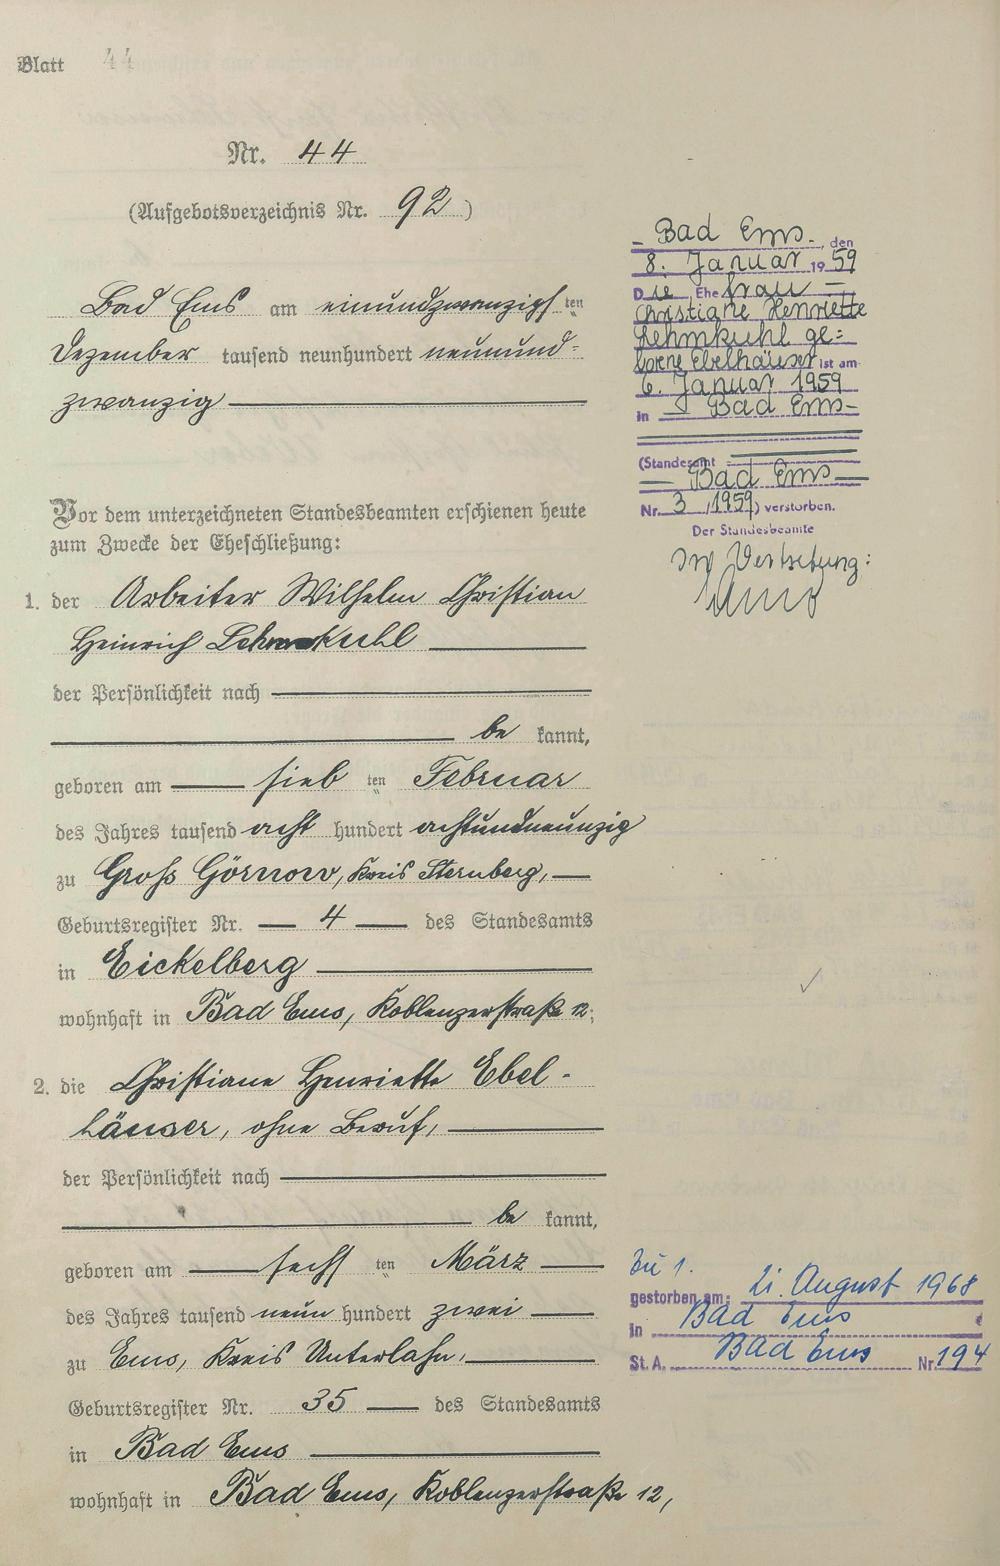 Blatt 44
Nr. 44
(Aufgebotsverzeichnis Nr. 92)
Bad Ems am einundzwanzigsten
Dezember tausend neunhundert neunund-
zwanzig
Vor dem unterzeichneten Standesbeamten erschienen heute
zum Zwecke der Eheschließung:
1. der Arbeiter Wilhelm Christian
Heinrich Lehmkuhl
der Persönlichkeit nach
be kannt,
geboren am sieb ten Februar
des Jahres tausend acht hundert achtundneunzig
zu Groß Görnow, Kreis Sternberg,
Geburtsregister Nr. 4 des Standesamts
in Eickelberg
wohnhaft in Bad Ems, Koblenzerstraße 12;
2. die Christiane Henriette Ebel-
häuser, ohne Beruf,
der Persönlichkeit nach
be kannt,
geboren am sechs ten März
des Jahres tausend neun hundert zwei
zu Ems, Kreis Unterlahn,
Geburtsregister Nr. 35 des Standesamts
in Bad Ems
wohnhaft in Bad Ems, Koblenzerstraße 12,
Bad Ems, den
8. Januar 1959
Die Ehefrau
Christiane Henriette
Lehmkuhl ge-
borne Ebelhäuser ist am
6. Januar 1959
in Bad Ems
(Standesamt
Bad Ems
Nr. 3/1959) verstorben.
Der Standesbeamte
In Vertretung:
Zu 1.
gestorben am: 21. August 1968
in Bad Ems
St. A. Bad Ems Nr. 194